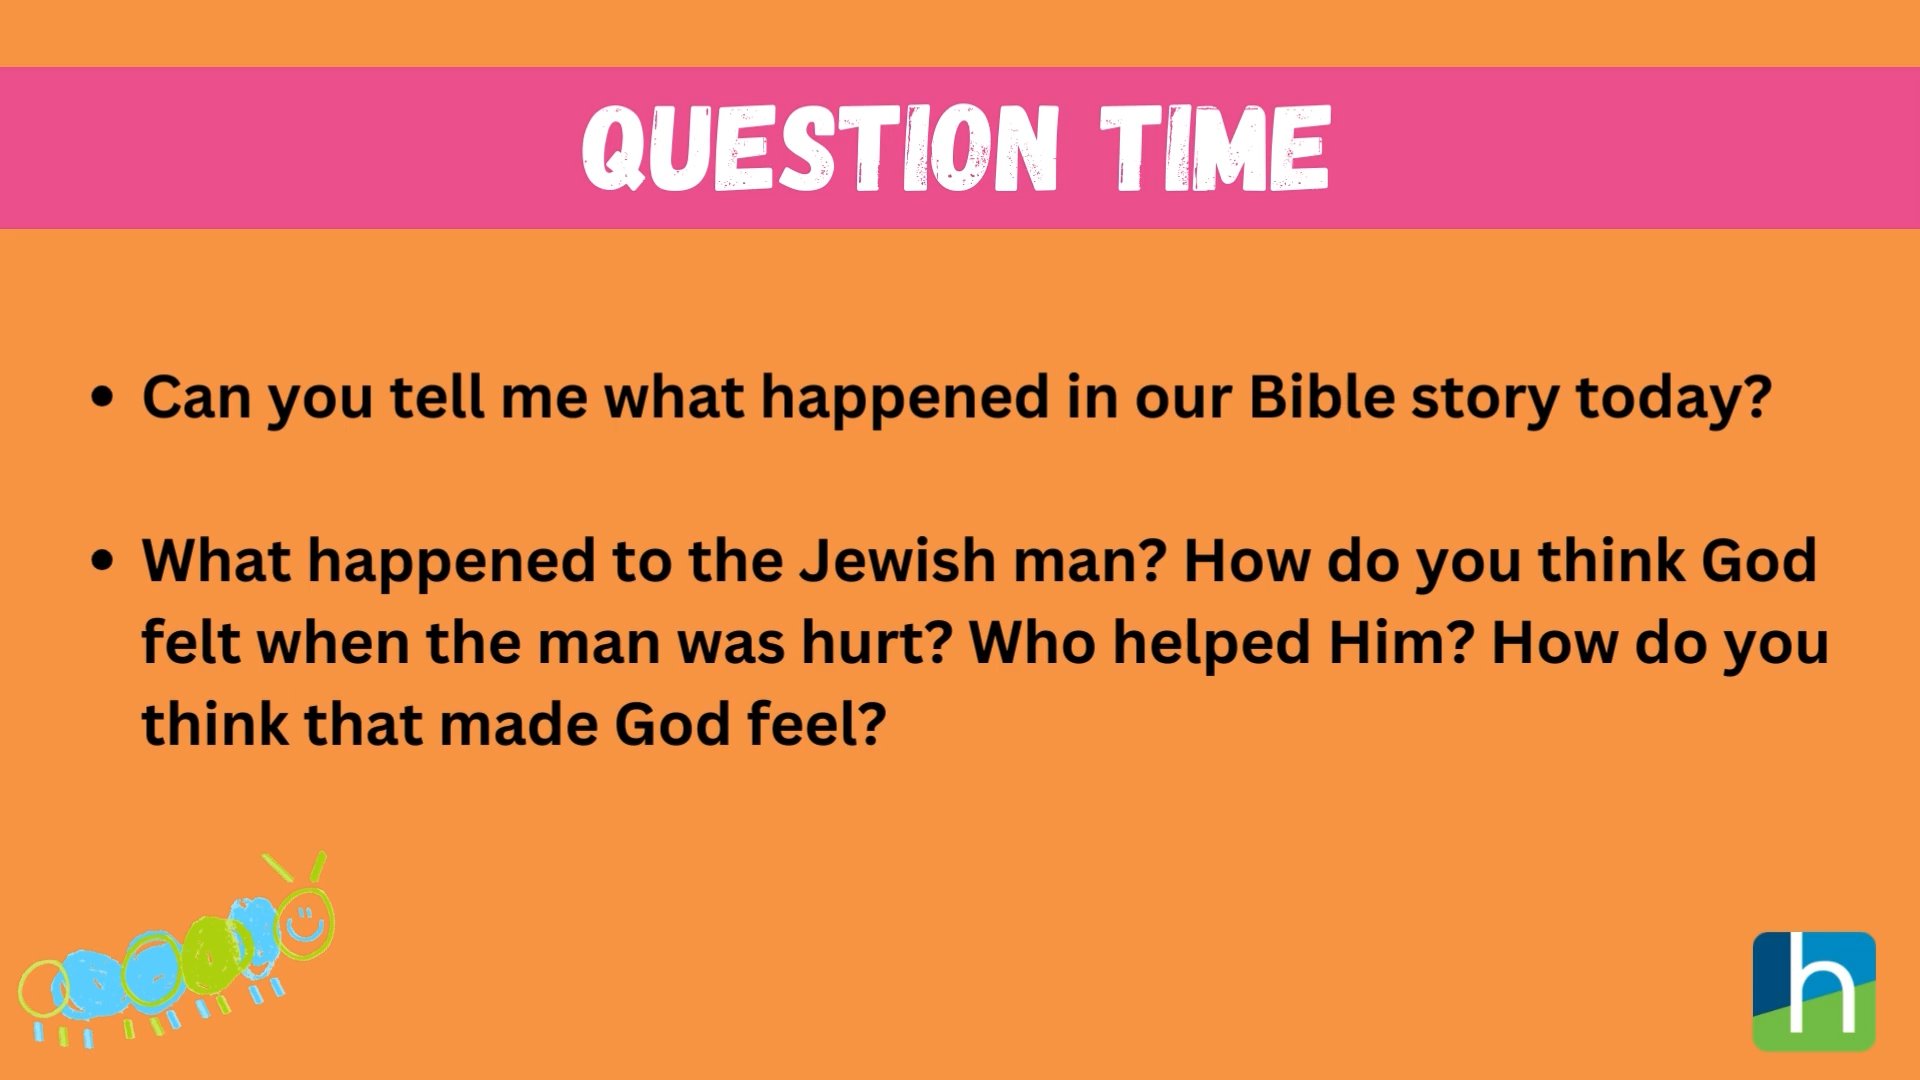 QUESTION TIME
• Can you tell me what happened in our Bible story today?
• What happened to the Jewish man? How do you think God
felt when the man was hurt? Who helped Him? How do you
think that made God feel?
h